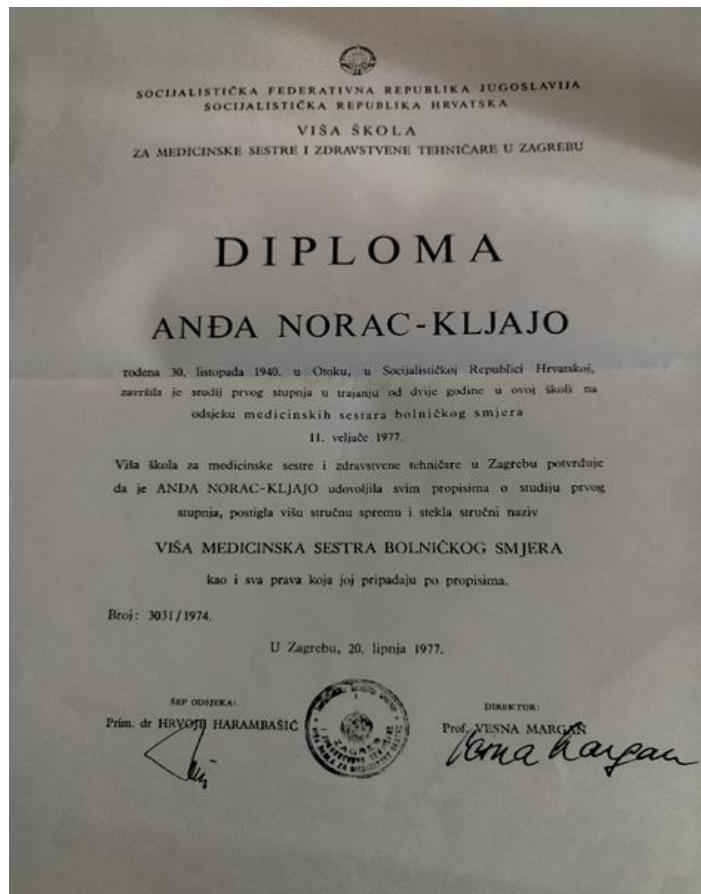 SOCIJALISTIČKA FEDERATIVNA REPUBLIKA JUGOSLAVIJA
SOCIJALISTIČKA REPUBLIKA HRVATSKA
VIŠA ŠKOLA
ZA MEDICINSKE SESTRE I ZDRAVSTVENE TEHNIČARE U ZAGREBU
DIPLOMA
ANĐA NORAC-KLJAJO
rođena 30. listopada 1940. u Otoku, u Socijalističkoj Republici Hrvatskoj,
završila je studij prvog stupnja u trajanju od dvije godine u ovoj školi na
odsjeku medicinskih sestara bolničkog smjera
11. veljače 1977.
Viša škola za medicinske sestre i zdravstvene tehničare u Zagrebu potvrđuje
da je ANĐA NORAC-KLJAJO udovoljila svim propisima o studiju prvog
stupnja, postigla višu stručnu spremu i stekla stručni naziv
VIŠA MEDICINSKA SESTRA BOLNIČKOG SMJERA
kao i sva prava koja joj pripadaju po propisima.
Broj: 3031/1974.
U Zagrebu, 20. lipnja 1977.
ŠEF ODSJEKA:
Prim. dr HRVOJE HARAMBAŠIĆ
ZAGREB
DIREKTOR:
Prof. VESNA MARGAN
Vesna Margan